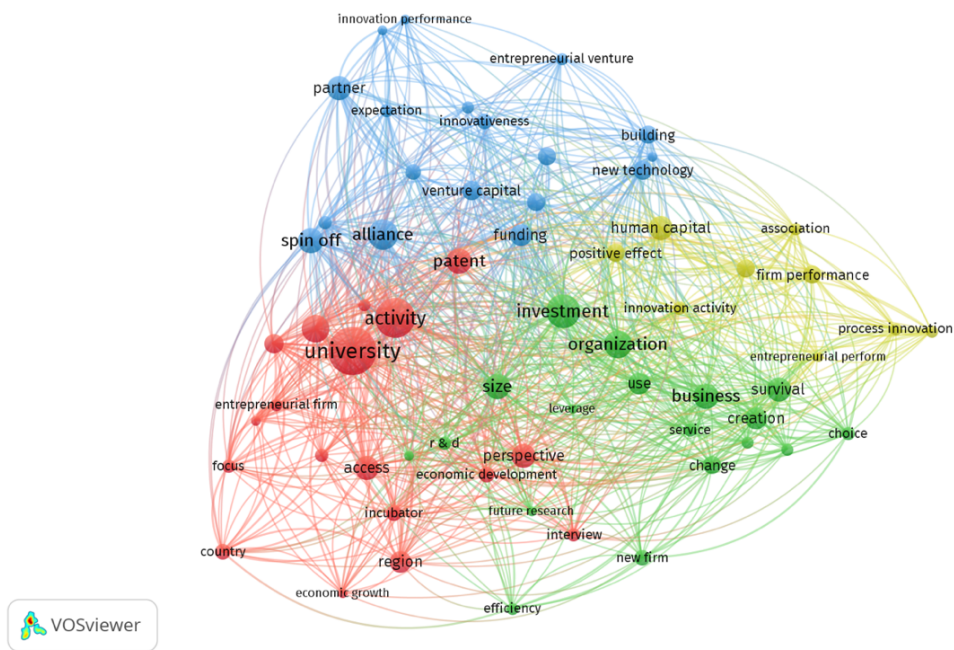 innovation performance
entrepreneurial venture
partner
expectation
innovativeness
building
new technology
venture capital
human capital
association
spin off
alliance
funding
positive effect
patent
firm performance
investment
innovation activity
activity
process innovation
organization
university
entrepreneurial perform
size
use
survival
business
entrepreneurial firm
leverage
creation
service
choice
r & d
perspective
focus
access
economic development
change
incubator
future research
interview
country
region
new firm
economic growth
efficiency
VOSviewer